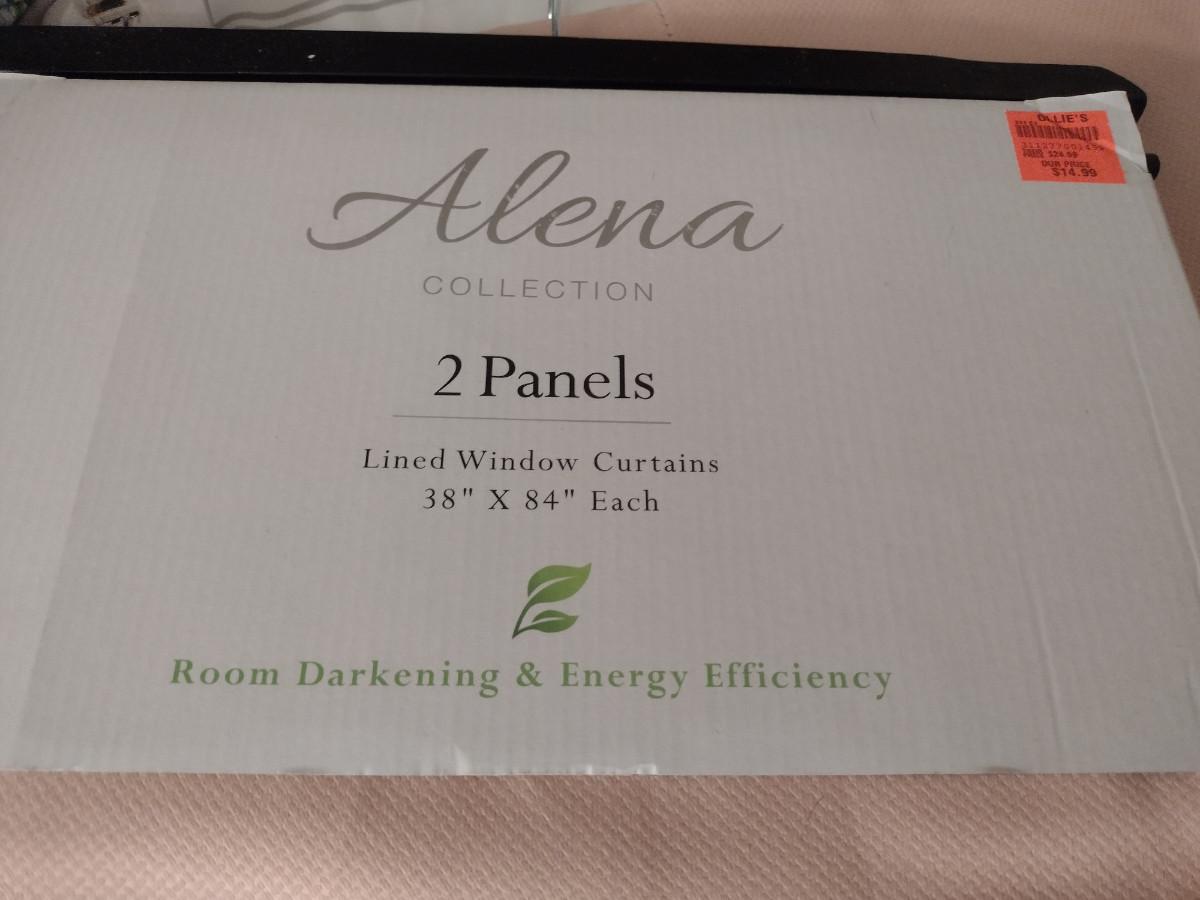 OLLIE'S
$24.99
OUR PRICE
$14.99
Alena
COLLECTION
2 Panels
Lined Window Curtains
38" X 84" Each
Room Darkening & Energy Efficiency